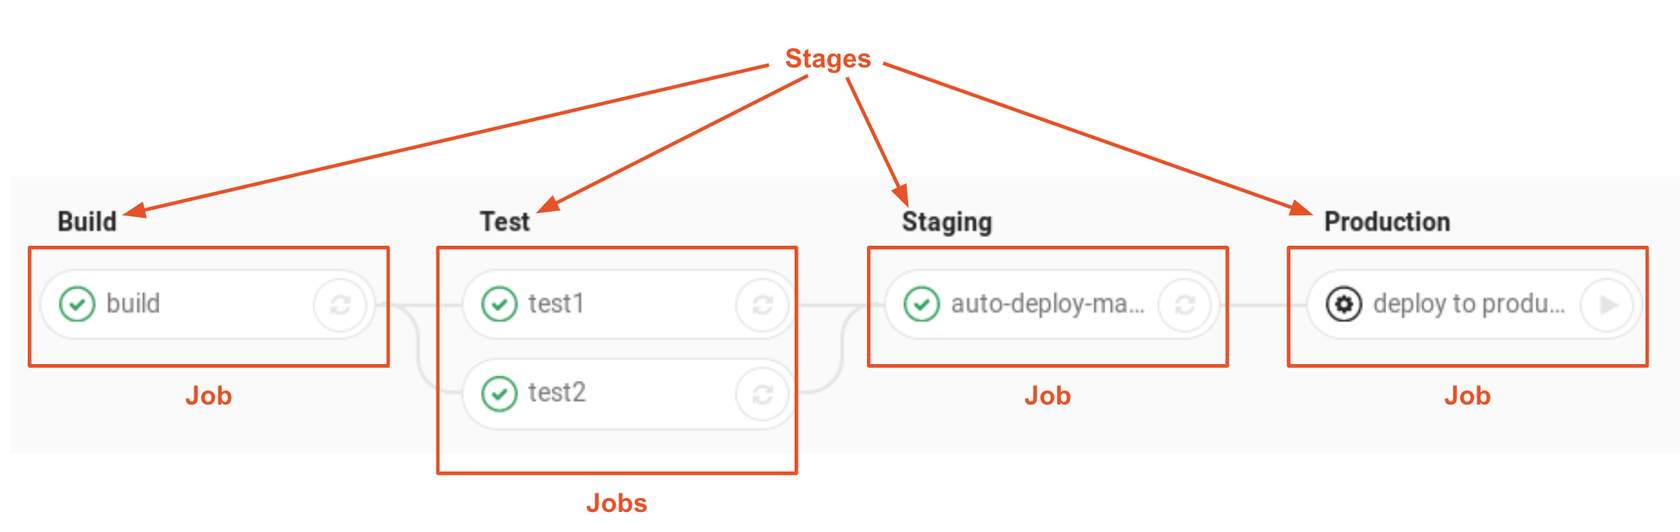 Stages
Build
Test
Staging
Production
build
test1
auto-deploy-ma...
deploy to produ...
test2
Job
Job
Job
Jobs